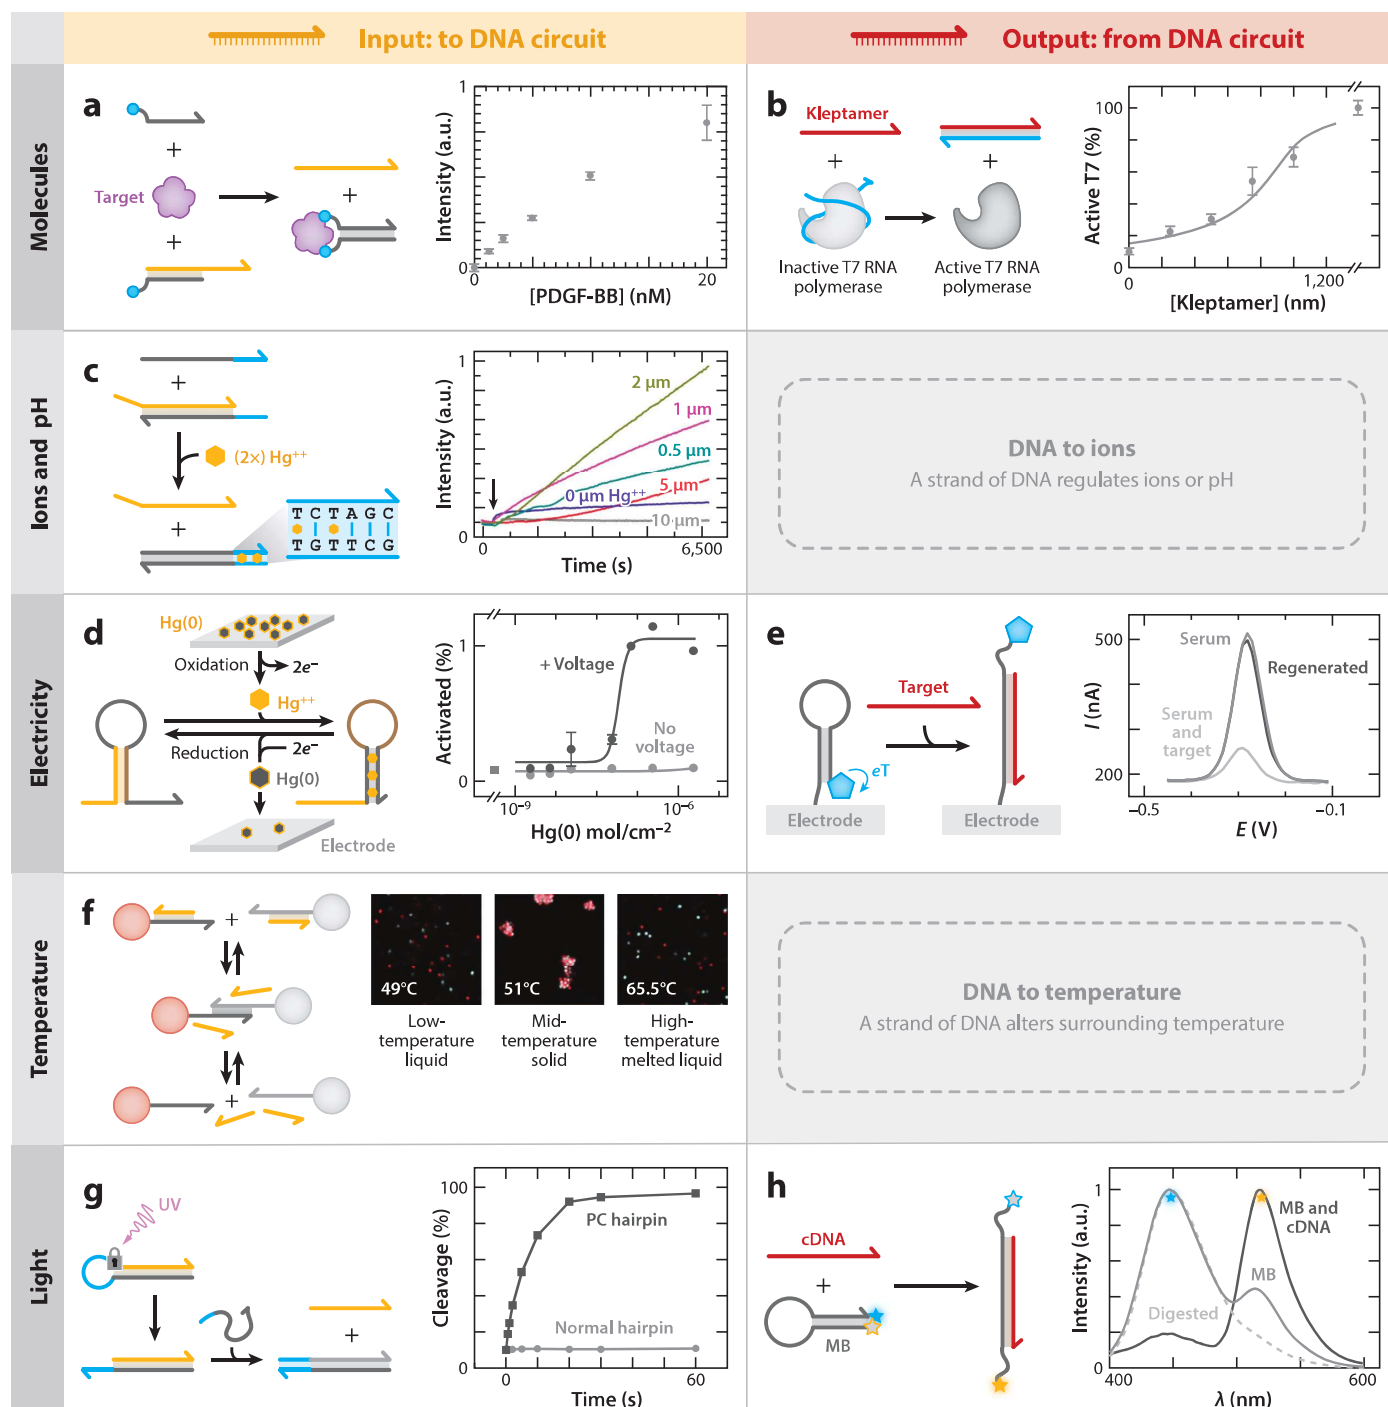 Input: to DNA circuit
Output: from DNA circuit
Molecules
a
Target
Intensity (a.u.)
1
0
0
20
[PDGF-BB] (nM)
b
Kleptamer
Inactive T7 RNA
polymerase
Active T7 RNA
polymerase
Active T7 (%)
100
0
0
1,200
[Kleptamer] (nm)
Ions and pH
c
(2×) Hg++
T C T A G C
T G T T C G
Intensity (a.u.)
1
0
2 μm
1 μm
0.5 μm
5 μm
0 μm Hg++
10 μm
0
6,500
Time (s)
DNA to ions
A strand of DNA regulates ions or pH
Electricity
d
Hg(0)
Oxidation
2e−
Hg++
Reduction
2e−
Hg(0)
Electrode
Activated (%)
1
0
+ Voltage
No
voltage
10−9
10−6
Hg(0) mol/cm−2
e
Target
eT
Electrode
Electrode
I (nA)
500
200
Serum
Regenerated
Serum
and
target
−0.5
−0.1
E (V)
Temperature
f
49°C
51°C
65.5°C
Low-
temperature
liquid
Mid-
temperature
solid
High-
temperature
melted liquid
DNA to temperature
A strand of DNA alters surrounding temperature
Light
g
UV
Cleavage (%)
100
0
PC hairpin
Normal hairpin
0
60
Time (s)
h
cDNA
MB
Intensity (a.u.)
1
0
MB and
cDNA
MB
Digested
400
600
λ (nm)